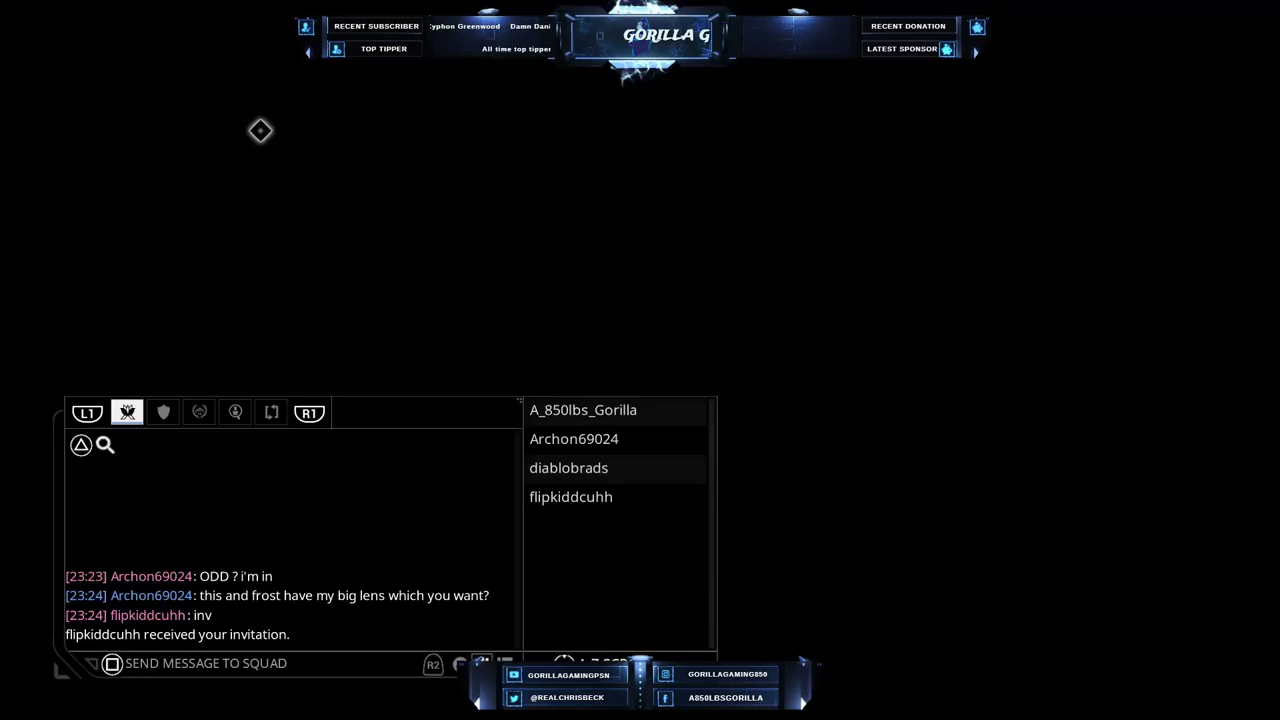 RECENT SUBSCRIBER
yphon Greenwood Damn Dani
GORILLA G
RECENT DONATION
TOP TIPPER
All time top tipper
LATEST SPONSOR
L1
R1
A_850lbs_Gorilla
Archon69024
diablobrads
flipkiddcuhh
[23:23] Archon69024: ODD ? i'm in
[23:24] Archon69024: this and frost have my big lens which you want?
[23:24] flipkiddcuhh: inv
flipkiddcuhh received your invitation.
SEND MESSAGE TO SQUAD
R2
GORILLAGAMINGPSN
GORILLAGAMING850
@REALCHRISBECK
A850LBSGORILLA